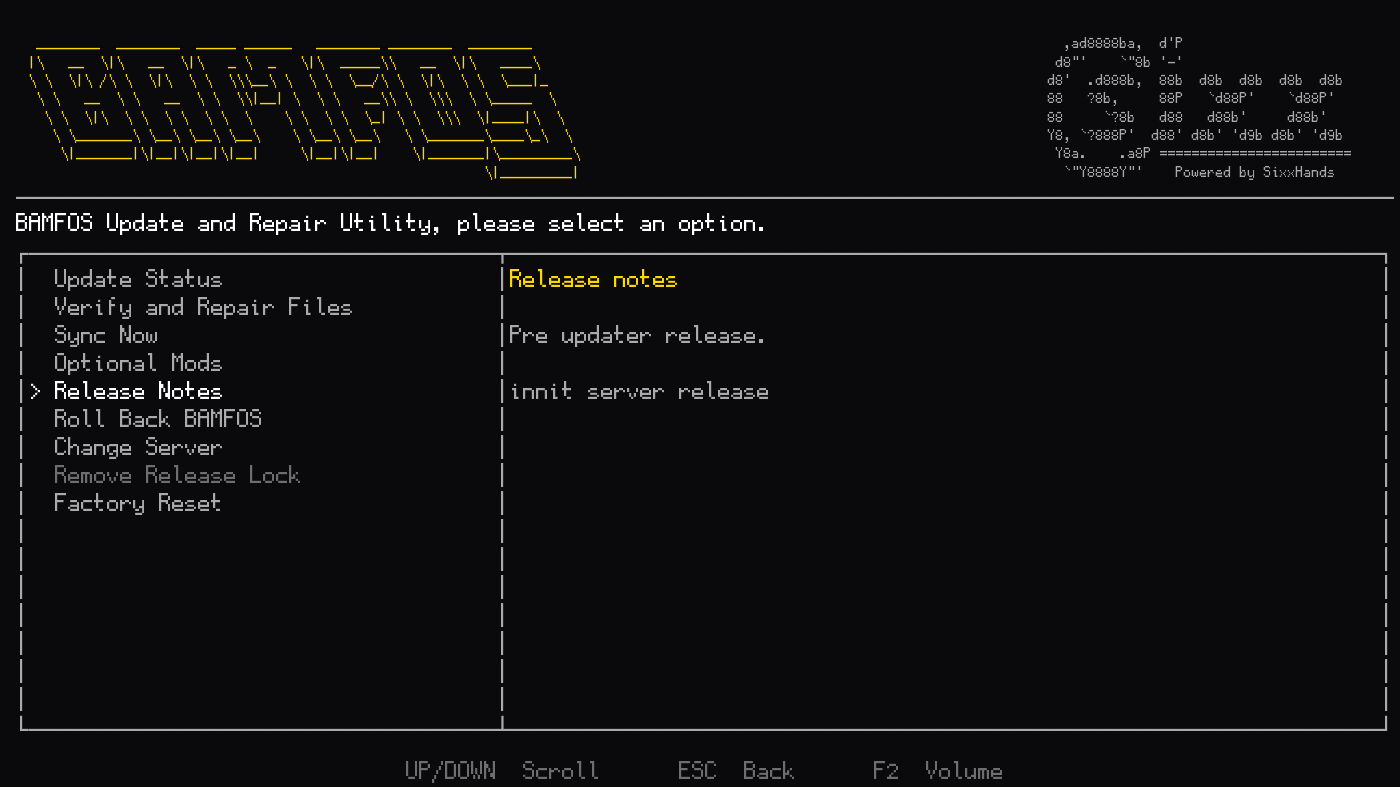 BAMFOS
Sixx
Powered by SixxHands
BAMFOS Update and Repair Utility, please select an option.
Update Status
Verify and Repair Files
Sync Now
Optional Mods
> Release Notes
Roll Back BAMFOS
Change Server
Remove Release Lock
Factory Reset
Release notes
Pre updater release.
innit server release
UP/DOWN Scroll ESC Back F2 Volume